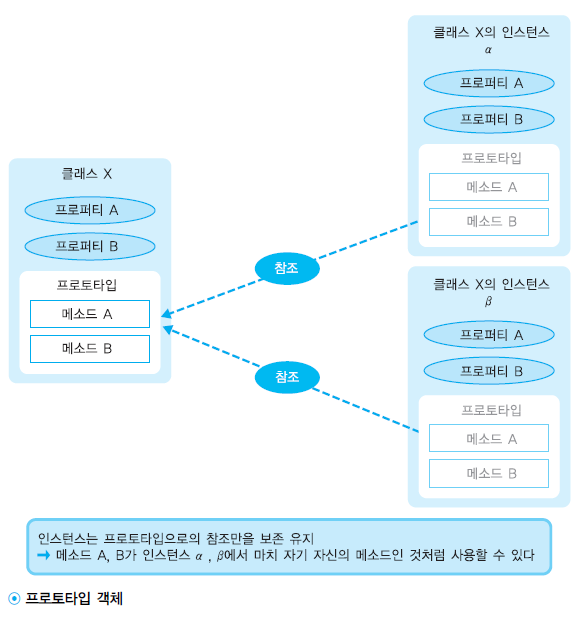 클래스 X
프로퍼티 A
프로퍼티 B
프로토타입
메소드 A
메소드 B
참조
참조
클래스 X의 인스턴스
α
프로퍼티 A
프로퍼티 B
프로토타입
메소드 A
메소드 B
클래스 X의 인스턴스
β
프로퍼티 A
프로퍼티 B
프로토타입
메소드 A
메소드 B
인스턴스는 프로토타입으로의 참조만을 보존 유지
➞ 메소드 A, B가 인스턴스 α , β에서 마치 자기 자신의 메소드인 것처럼 사용할 수 있다
프로토타입 객체